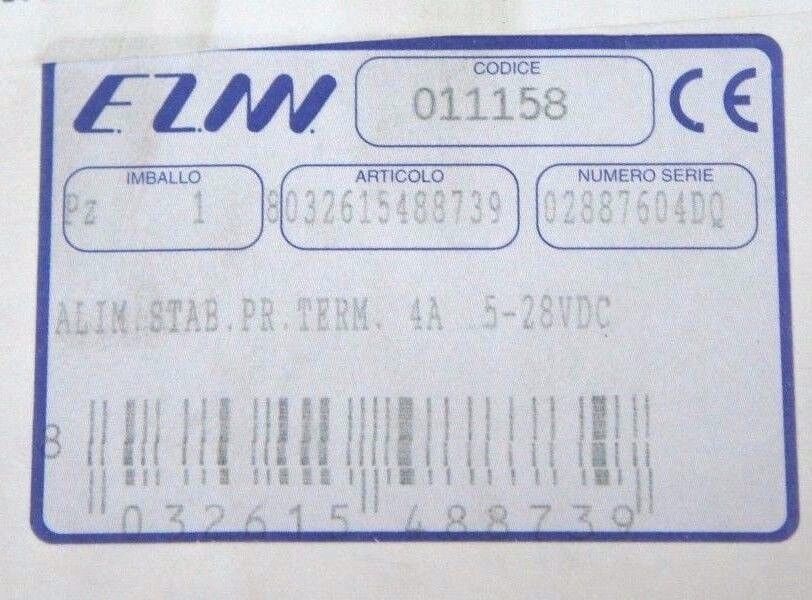 E.Z.M.
CODICE
011158
CE
IMBALLO
Pz 1
ARTICOLO
8032615488739
NUMERO SERIE
02887604DQ
ALIM.STAB.PR.TERM. 4A 5-28VDC
8 032615 488739